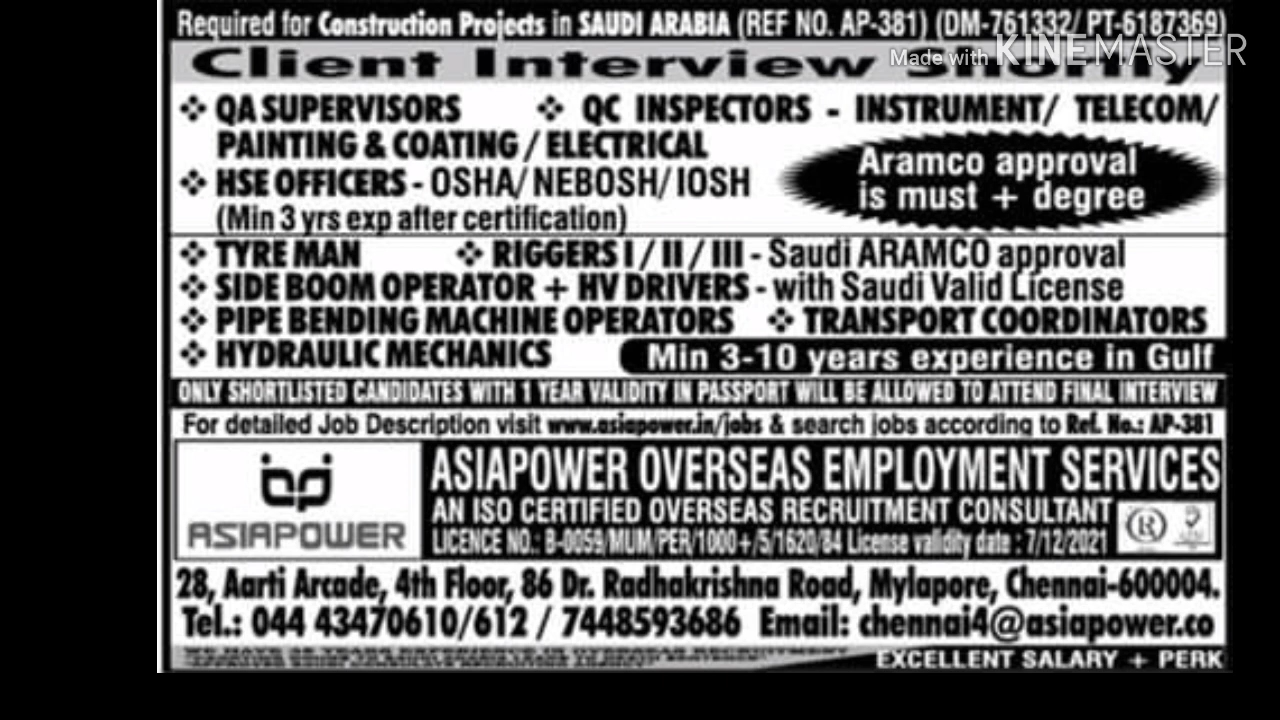 Required for Construction Projects in SAUDI ARABIA (REF NO. AP-381) (DM-761332/ PT-6187369)
Made with KINEMASTER
Client Interview Shortly
❖ QA SUPERVISORS ❖ QC INSPECTORS - INSTRUMENT/ TELECOM/
PAINTING & COATING / ELECTRICAL
❖ HSE OFFICERS - OSHA/ NEBOSH/ IOSH
(Min 3 yrs exp after certification)
Aramco approval
is must + degree
❖ TYRE MAN ❖ RIGGERS I / II / III - Saudi ARAMCO approval
❖ SIDE BOOM OPERATOR + HV DRIVERS - with Saudi Valid License
❖ PIPE BENDING MACHINE OPERATORS ❖ TRANSPORT COORDINATORS
❖ HYDRAULIC MECHANICS Min 3-10 years experience in Gulf
ONLY SHORTLISTED CANDIDATES WITH 1 YEAR VALIDITY IN PASSPORT WILL BE ALLOWED TO ATTEND FINAL INTERVIEW
For detailed Job Description visit www.asiapower.in/jobs & search jobs according to Ref. No.: AP-381
ASIAPOWER
ASIAPOWER OVERSEAS EMPLOYMENT SERVICES
AN ISO CERTIFIED OVERSEAS RECRUITMENT CONSULTANT
LICENCE NO.: B-0059/MUM/PER/1000+/5/1620/84 License validity date : 7/12/2021
R
28, Aarti Arcade, 4th Floor, 86 Dr. Radhakrishna Road, Mylapore, Chennai-600004.
Tel.: 044 43470610/612 / 7448593686 Email: chennai4@asiapower.co
EXCELLENT SALARY + PERK